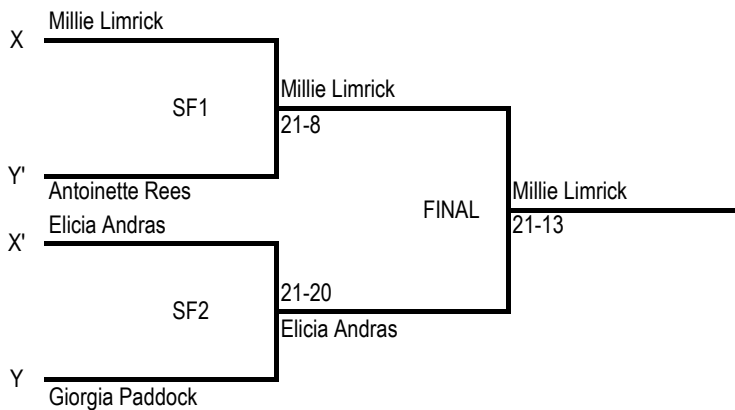 Millie Limrick
X
Millie Limrick
SF1
21-8
Y'
Antoinette Rees
Millie Limrick
Elicia Andras
FINAL
21-13
X'
21-20
SF2
Elicia Andras
Y
Giorgia Paddock